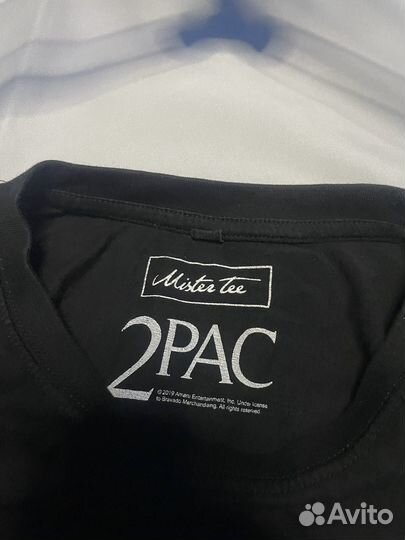 Mister Tee
2PAC
© 2019 Amaru Entertainment, Inc. Under license
to Bravado Merchandising. All rights reserved.
Avito